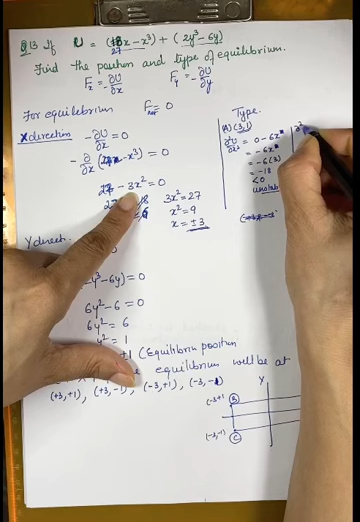 Q13 If U = (27x - x³) + (2y³ - 6y)
Find the position and type of equilibrium.
Fx = -∂U/∂x Fy = -∂U/∂y
For equilibrium Fnet = 0
X direction -∂U/∂x = 0
- ∂/∂x (27x - x³) = 0
27 - 3x² = 0
3x² = 27
x² = 9
x = ±3
Y direct
- y³ - 6y) = 0
6y² - 6 = 0
6y² = 6
y² = 1
±1 (Equilibrium position
equilibrium will be at
(+3, +1), (+3, -1), (-3, +1), (-3, -1)
Type.
(A) (3, 1)
∂²U/∂x² = 0 - 6x
= -6x
= -6(3)
= -18
< 0
Y
(-3+1) B
(-3,-1) C